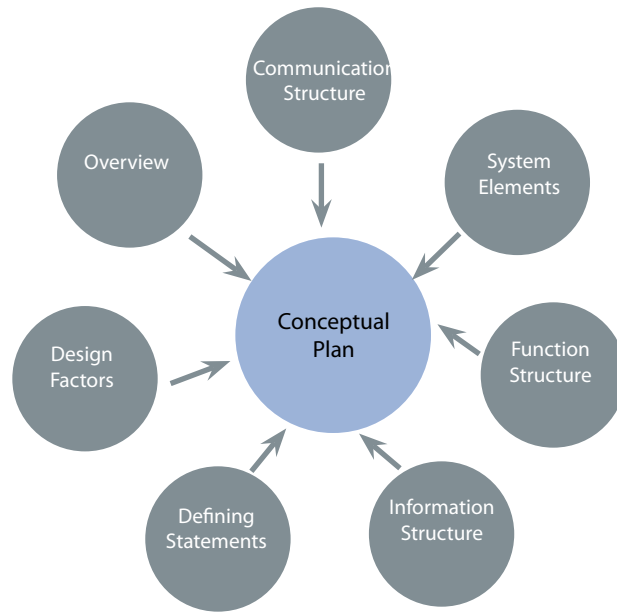 Communication
Structure
Overview
System
Elements
Conceptual
Plan
Design
Factors
Function
Structure
Defining
Statements
Information
Structure